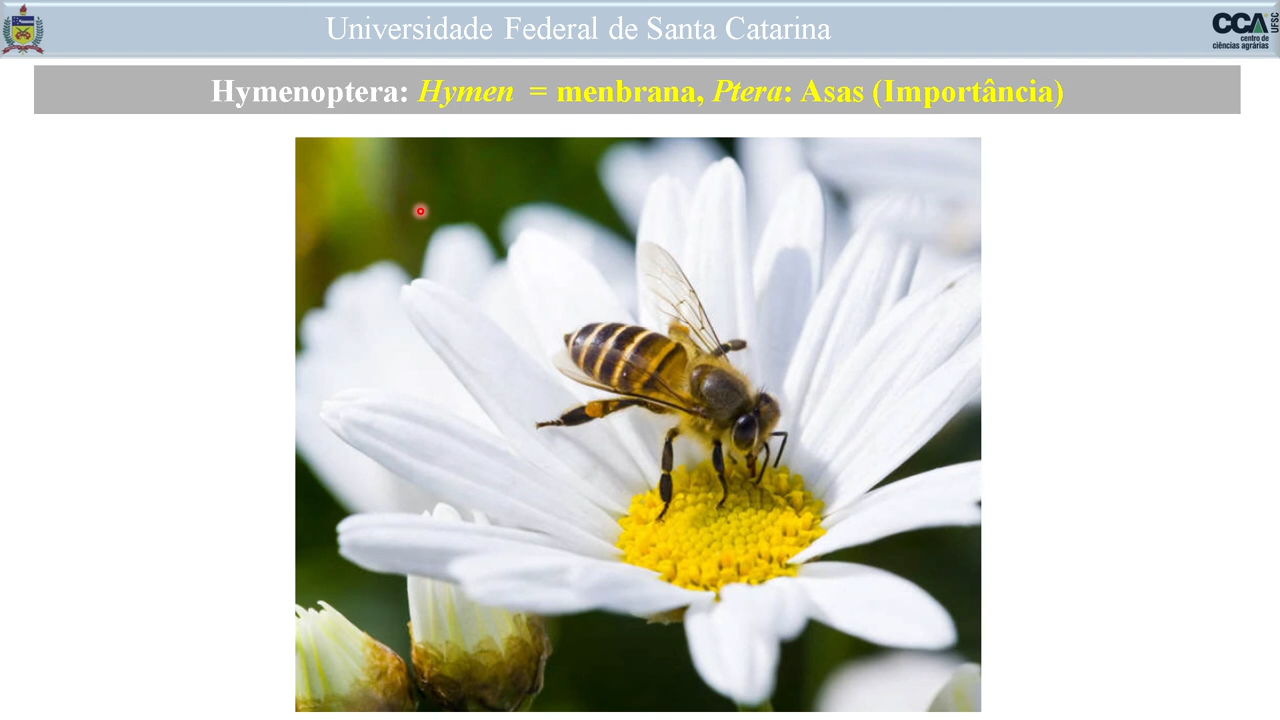 Universidade Federal de Santa Catarina
CCA
UFSC
centro de
ciências agrárias
Hymenoptera: Hymen = menbrana, Ptera: Asas (Importância)